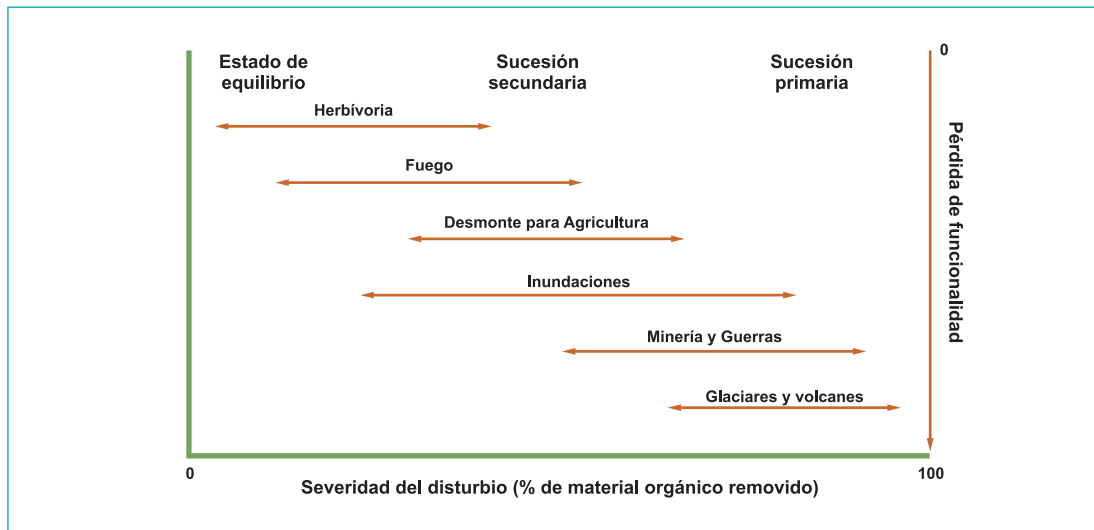 Estado de
equilibrio
Sucesión
secundaria
Sucesión
primaria
0
Herbívoria
Fuego
Desmonte para Agricultura
Inundaciones
Minería y Guerras
Glaciares y volcanes
Pérdida de funcionalidad
0
100
Severidad del disturbio (% de material orgánico removido)